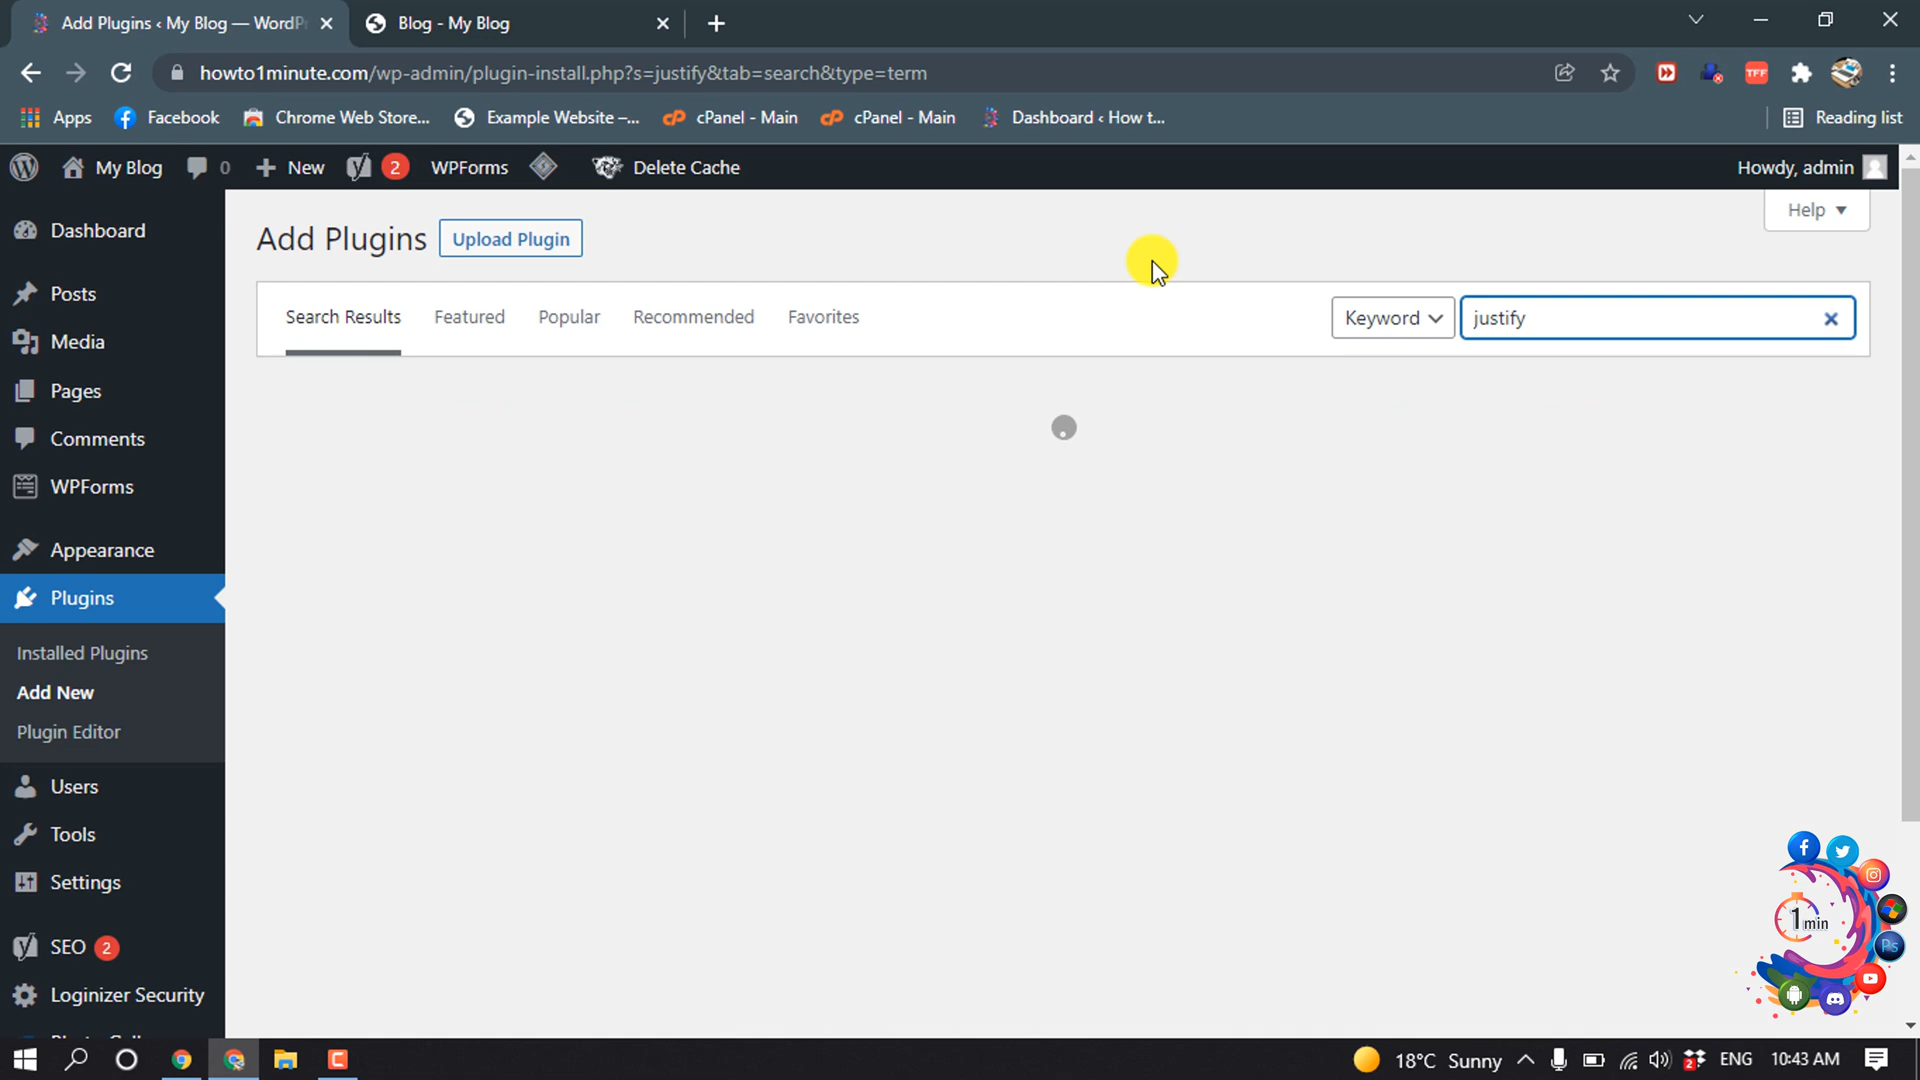 Add Plugins ‹ My Blog — WordPr
Blog - My Blog
howto1minute.com/wp-admin/plugin-install.php?s=justify&tab=search&type=term
TFF
Apps
Facebook
Chrome Web Store...
Example Website –...
cPanel - Main
cPanel - Main
Dashboard ‹ How t...
Reading list
My Blog
0
New
2
WPForms
Delete Cache
Howdy, admin
Help
Dashboard
Posts
Media
Pages
Comments
WPForms
Appearance
Plugins
Installed Plugins
Add New
Plugin Editor
Users
Tools
Settings
SEO 2
Loginizer Security
Add Plugins
Upload Plugin
Search Results
Featured
Popular
Recommended
Favorites
Keyword
justify
1 min
Ps
18°C Sunny
2
ENG
10:43 AM